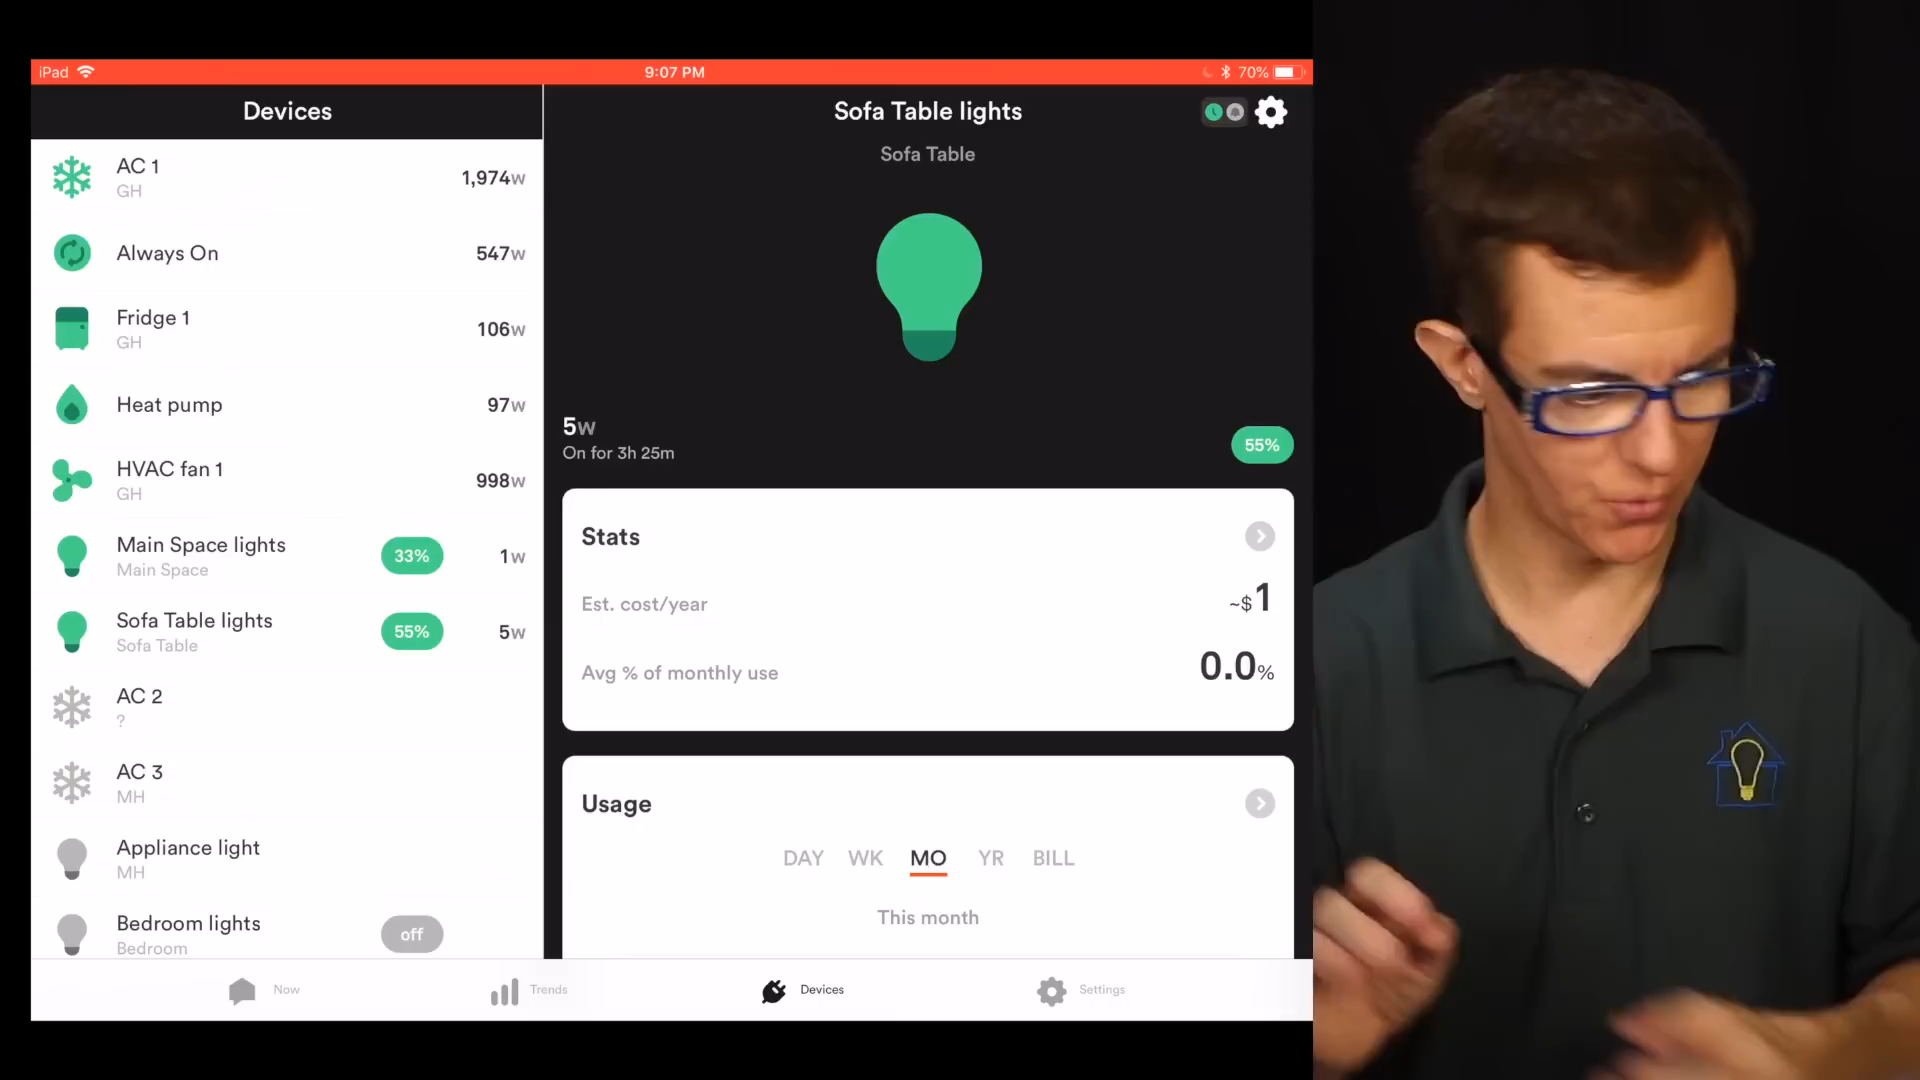 iPad
9:07 PM
70%
Devices
AC 1
GH
1,974w
Always On
547w
Fridge 1
GH
106w
Heat pump
97w
HVAC fan 1
GH
998w
Main Space lights
Main Space
33%
1w
Sofa Table lights
Sofa Table
55%
5w
AC 2
?
AC 3
MH
Appliance light
MH
Bedroom lights
Bedroom
off
Sofa Table lights
Sofa Table
5w
On for 3h 25m
55%
Stats
Est. cost/year
~$1
Avg % of monthly use
0.0%
Usage
DAY WK MO YR BILL
This month
Now
Trends
Devices
Settings